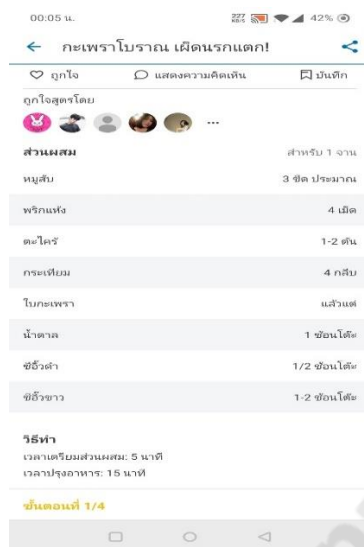 00:05 น. 227 KB/S 42%
กะเพราโบราณ เผ็ดนรกแตก!
ถูกใจ แสดงความคิดเห็น บันทึก
ถูกใจสูตรโดย
...
ส่วนผสม สำหรับ 1 จาน
หมูสับ 3 ขีด ประมาณ
พริกแห้ง 4 เม็ด
ตะไคร้ 1-2 ต้น
กระเทียม 4 กลีบ
ใบกะเพรา แล้วแต่
น้ำตาล 1 ช้อนโต๊ะ
ซีอิ๊วดำ 1/2 ช้อนโต๊ะ
ซีอิ๊วขาว 1-2 ช้อนโต๊ะ
วิธีทำ
เวลาเตรียมส่วนผสม: 5 นาที
เวลาปรุงอาหาร: 15 นาที
ขั้นตอนที่ 1/4